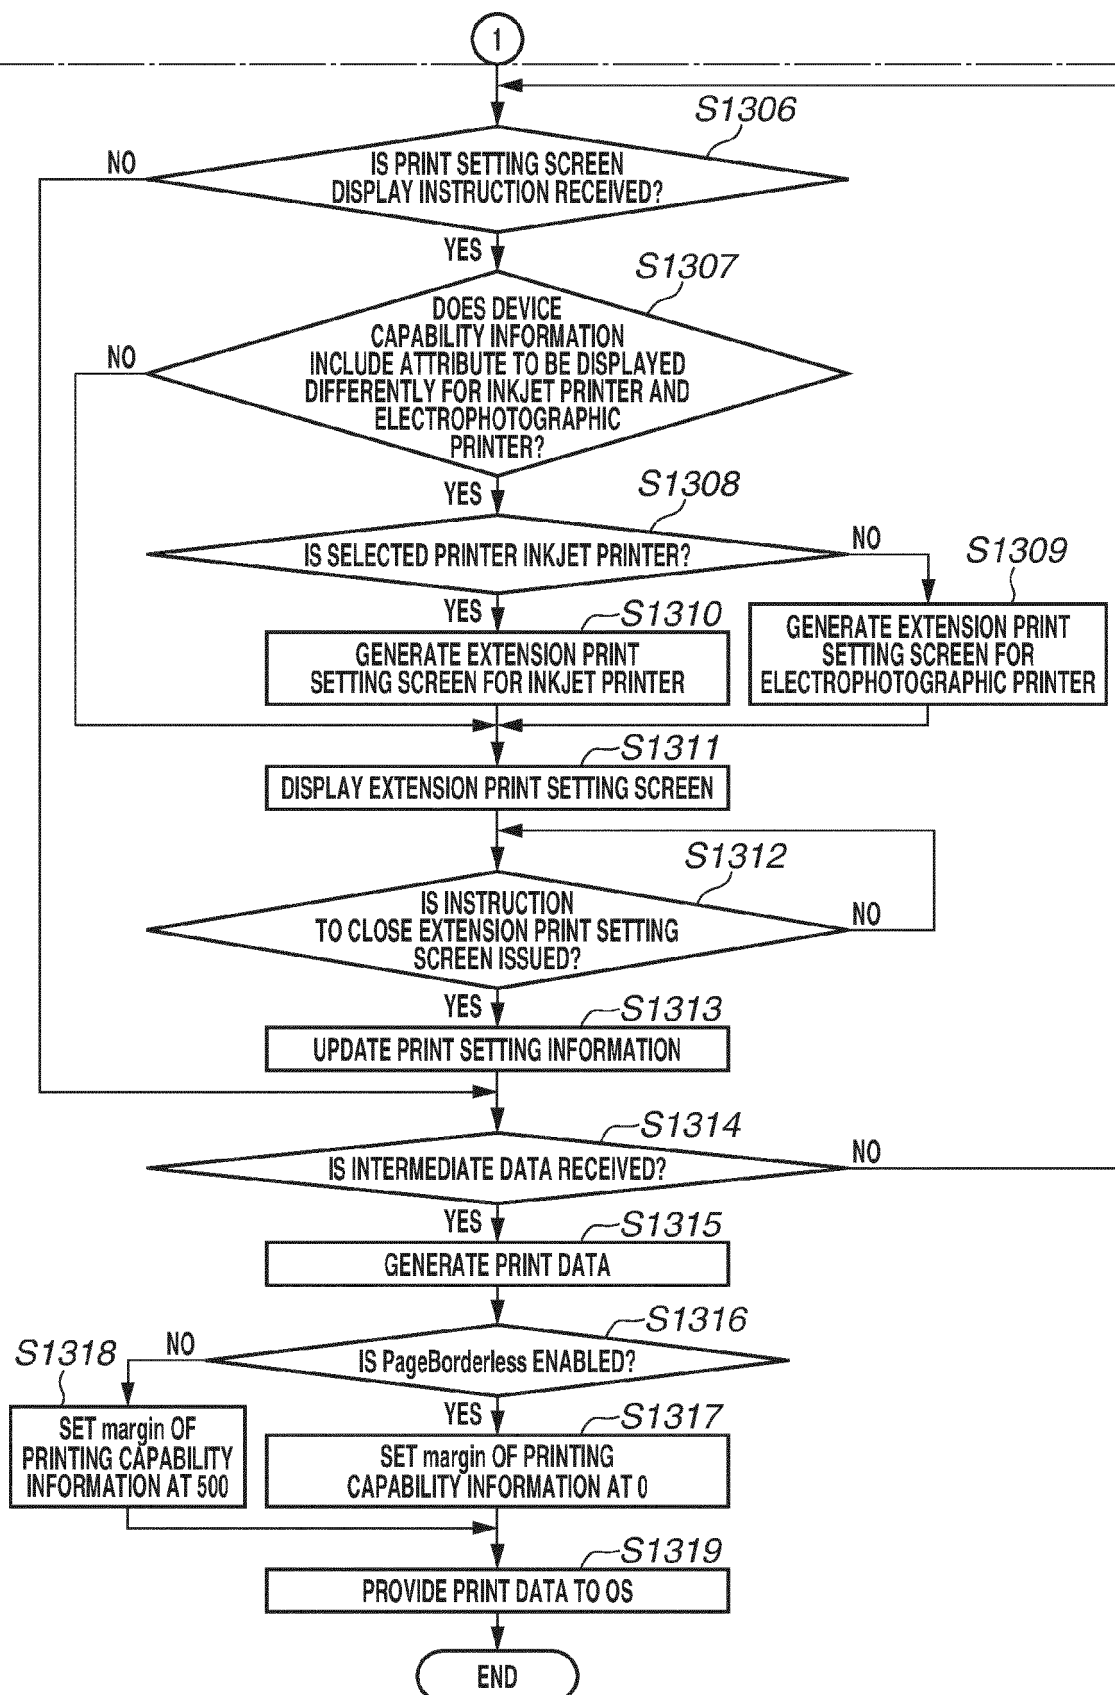 1
S1306
NO
IS PRINT SETTING SCREEN
DISPLAY INSTRUCTION RECEIVED?
YES
S1307
NO
DOES DEVICE
CAPABILITY INFORMATION
INCLUDE ATTRIBUTE TO BE DISPLAYED
DIFFERENTLY FOR INKJET PRINTER AND
ELECTROPHOTOGRAPHIC
PRINTER?
YES
S1308
IS SELECTED PRINTER INKJET PRINTER?
NO
S1309
YES
S1310
GENERATE EXTENSION PRINT
SETTING SCREEN FOR INKJET PRINTER
GENERATE EXTENSION PRINT
SETTING SCREEN FOR
ELECTROPHOTOGRAPHIC PRINTER
S1311
DISPLAY EXTENSION PRINT SETTING SCREEN
S1312
IS INSTRUCTION
TO CLOSE EXTENSION PRINT SETTING
SCREEN ISSUED?
NO
YES
S1313
UPDATE PRINT SETTING INFORMATION
S1314
IS INTERMEDIATE DATA RECEIVED?
NO
YES
S1315
GENERATE PRINT DATA
S1316
IS PageBorderless ENABLED?
NO
S1318
YES
S1317
SET margin OF
PRINTING CAPABILITY
INFORMATION AT 500
SET margin OF PRINTING
CAPABILITY INFORMATION AT 0
S1319
PROVIDE PRINT DATA TO OS
END